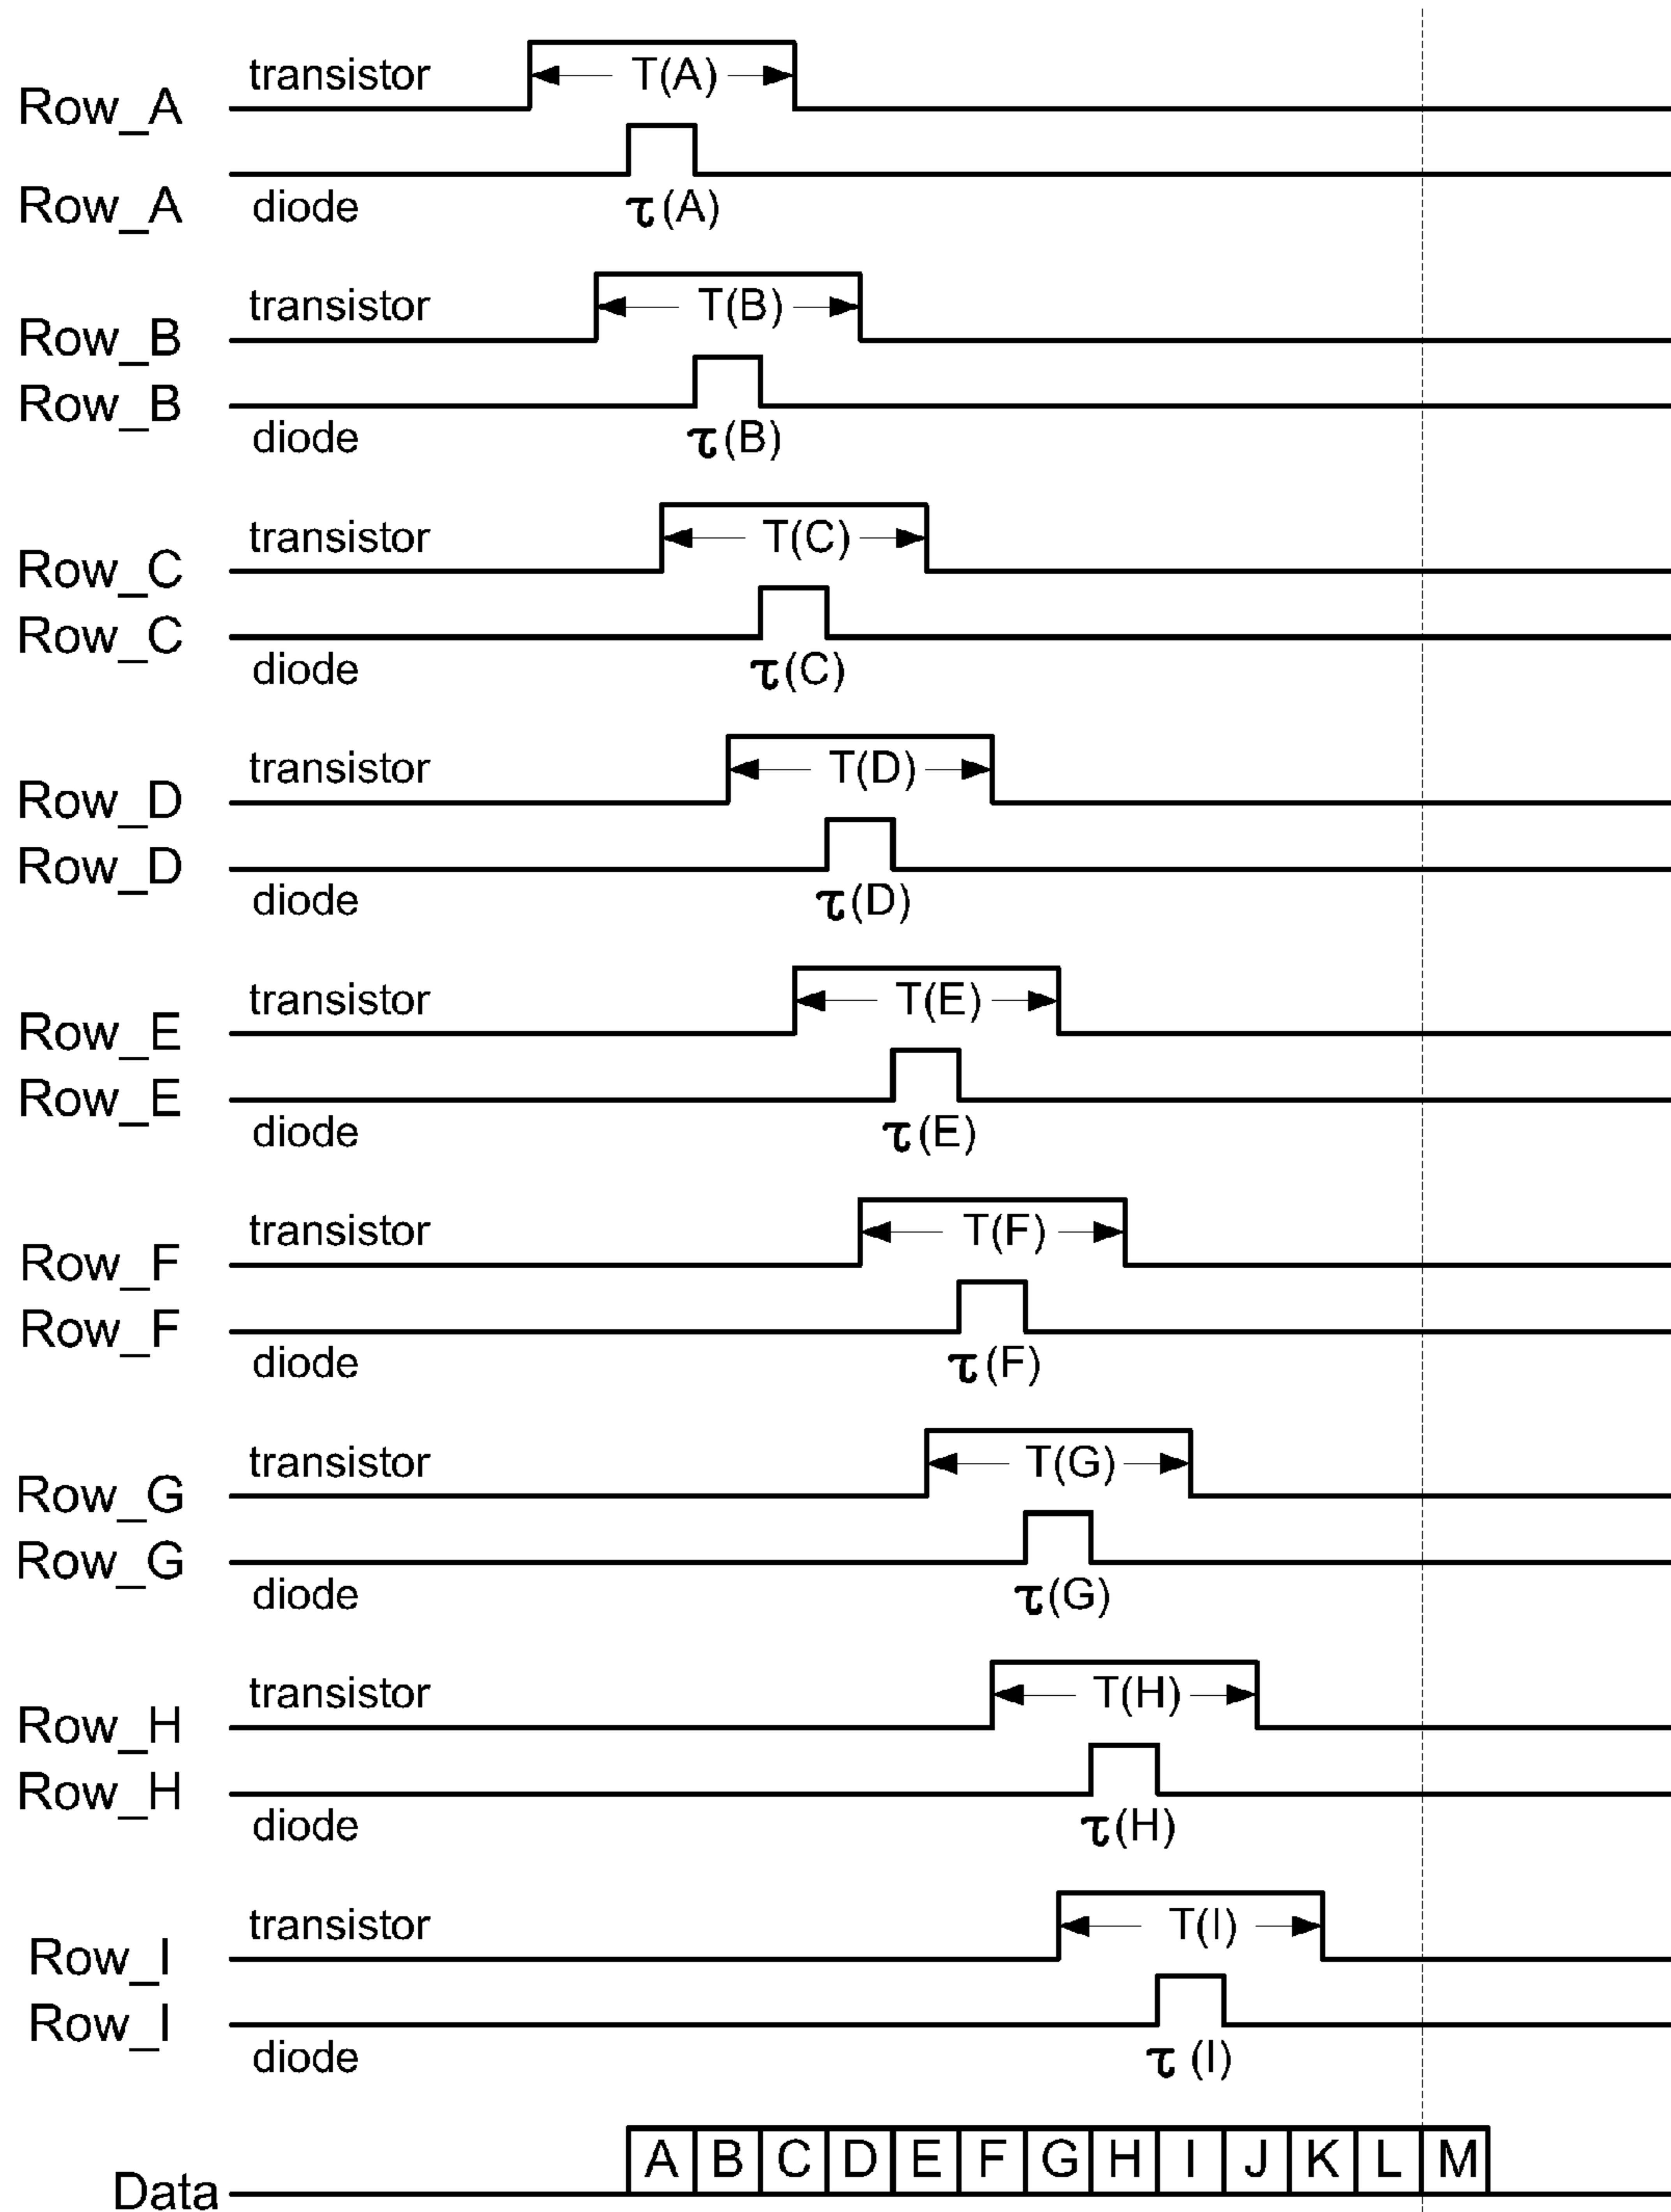 transistor T(A)
Row_A
Row_A diode τ(A)
transistor T(B)
Row_B
Row_B
diode τ(B)
transistor T(C)
Row_C
Row_C
diode τ(C)
transistor T(D)
Row_D
Row_D
diode τ(D)
transistor T(E)
Row_E
Row_E
diode τ(E)
transistor T(F)
Row_F
Row_F
diode τ(F)
transistor T(G)
Row_G
Row_G
diode τ(G)
transistor T(H)
Row_H
Row_H
diode τ(H)
transistor T(I)
Row_I
Row_I
diode τ (I)
A B C D E F G H I J K L M
Data